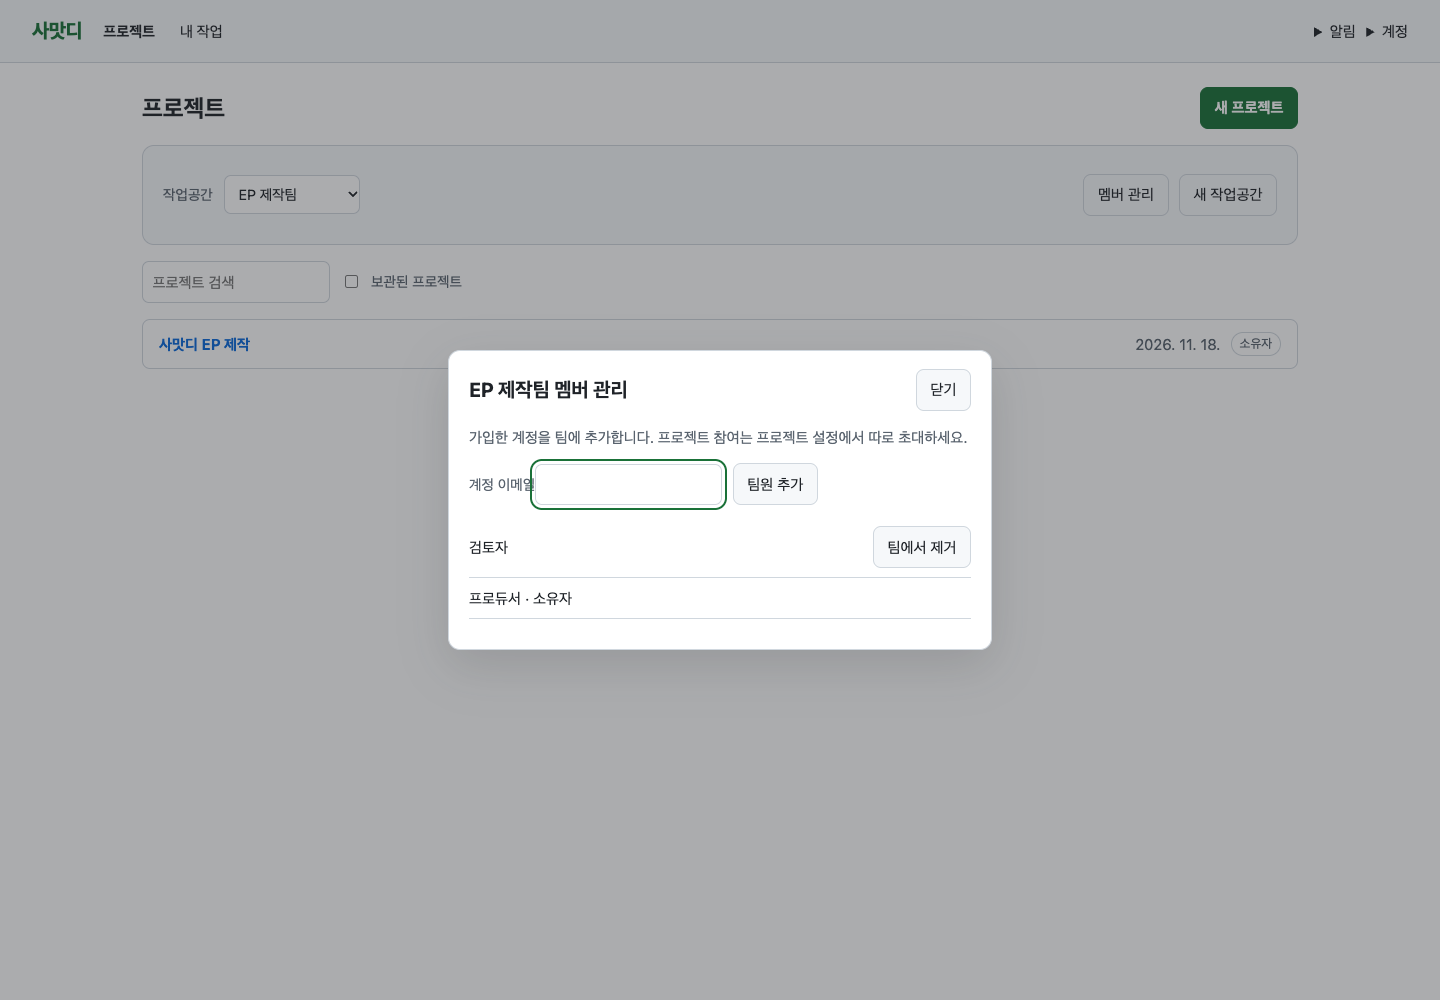 사맛디 프로젝트 내 작업 ▶ 알림 ▶ 계정
프로젝트 새 프로젝트
작업공간 EP 제작팀 멤버 관리 새 작업공간
프로젝트 검색 보관된 프로젝트
사맛디 EP 제작 2026. 11. 18. 소유자
EP 제작팀 멤버 관리 닫기
가입한 계정을 팀에 추가합니다. 프로젝트 참여는 프로젝트 설정에서 따로 초대하세요.
계정 이메일 팀원 추가
검토자 팀에서 제거
프로듀서 · 소유자